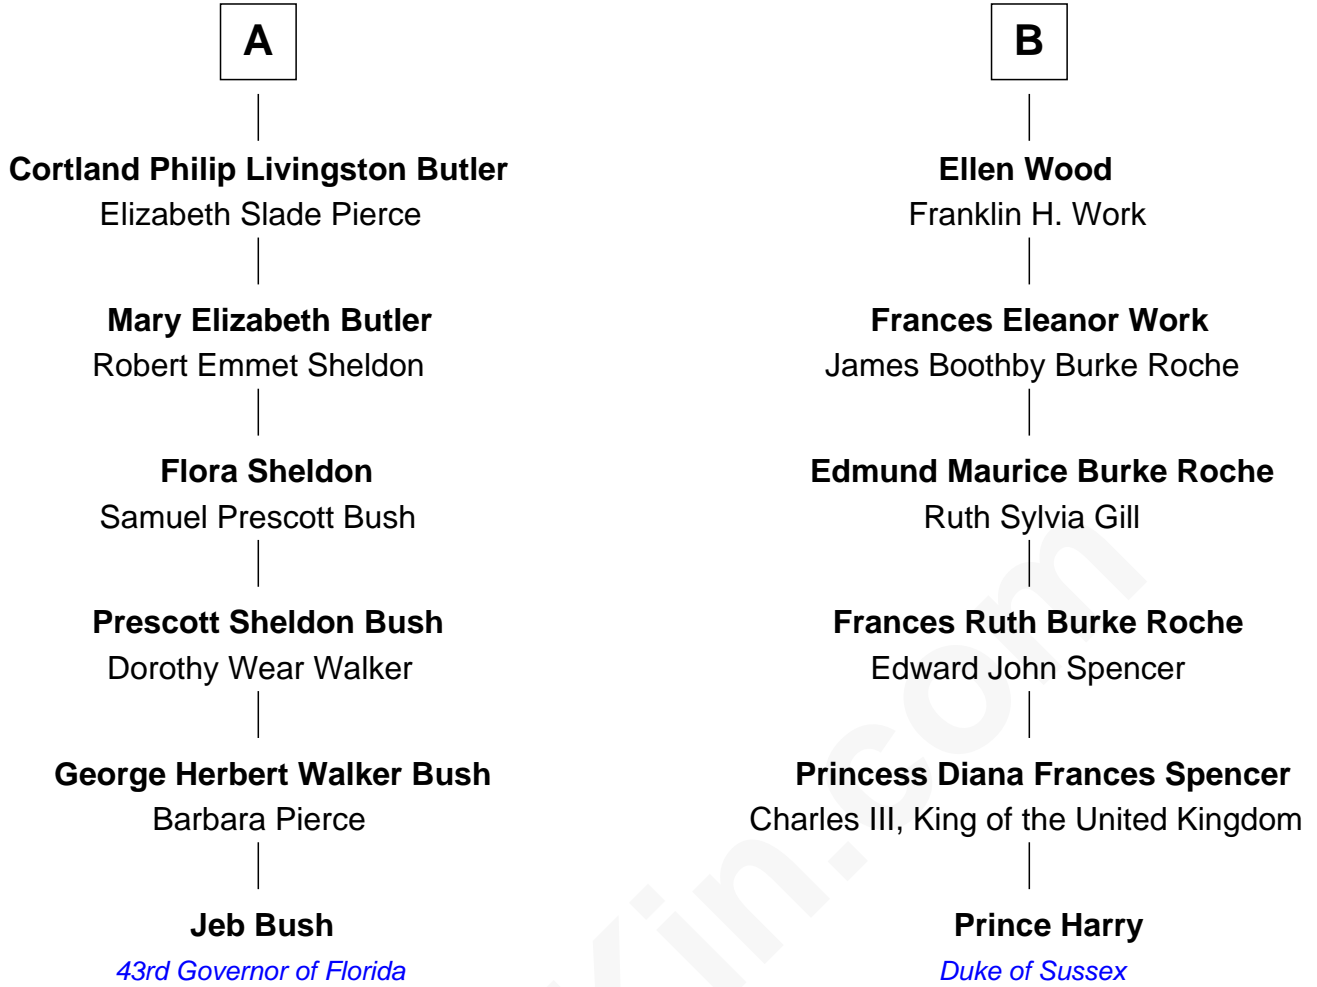 A
Cortland Philip Livingston Butler
Elizabeth Slade Pierce
Mary Elizabeth Butler
Robert Emmet Sheldon
Flora Sheldon
Samuel Prescott Bush
Prescott Sheldon Bush
Dorothy Wear Walker
George Herbert Walker Bush
Barbara Pierce
Jeb Bush
43rd Governor of Florida
B
Ellen Wood
Franklin H. Work
Frances Eleanor Work
James Boothby Burke Roche
Edmund Maurice Burke Roche
Ruth Sylvia Gill
Frances Ruth Burke Roche
Edward John Spencer
Princess Diana Frances Spencer
Charles III, King of the United Kingdom
Prince Harry
Duke of Sussex
Kin.com